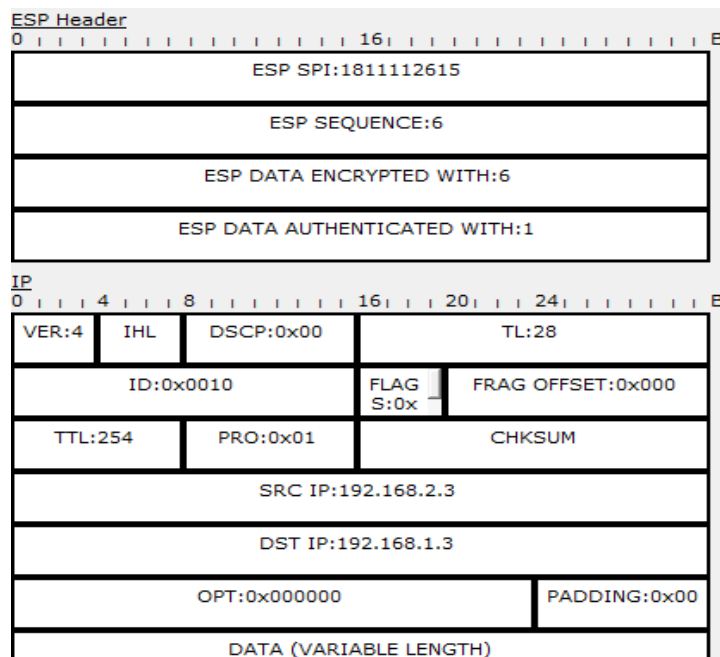 ESP Header
0 16 B
ESP SPI:1811112615
ESP SEQUENCE:6
ESP DATA ENCRYPTED WITH:6
ESP DATA AUTHENTICATED WITH:1
IP
0 4 8 16 20 24 B
VER:4 IHL DSCP:0x00 TL:28
ID:0x0010 FLAG FRAG OFFSET:0x000
S:0x
TTL:254 PRO:0x01 CHKSUM
SRC IP:192.168.2.3
DST IP:192.168.1.3
OPT:0x000000 PADDING:0x00
DATA (VARIABLE LENGTH)